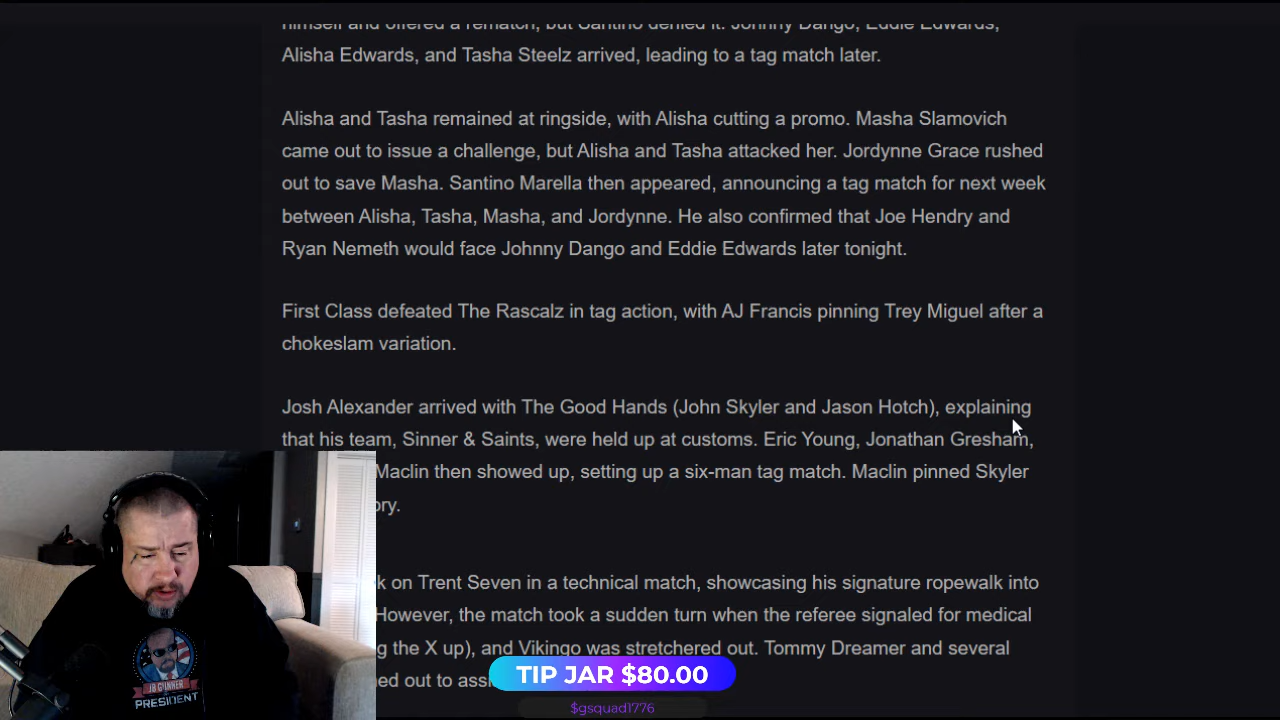 himself and offered a rematch, but Santino denied it. Johnny Dango, Eddie Edwards,
Alisha Edwards, and Tasha Steelz arrived, leading to a tag match later.
Alisha and Tasha remained at ringside, with Alisha cutting a promo. Masha Slamovich
came out to issue a challenge, but Alisha and Tasha attacked her. Jordynne Grace rushed
out to save Masha. Santino Marella then appeared, announcing a tag match for next week
between Alisha, Tasha, Masha, and Jordynne. He also confirmed that Joe Hendry and
Ryan Nemeth would face Johnny Dango and Eddie Edwards later tonight.
First Class defeated The Rascalz in tag action, with AJ Francis pinning Trey Miguel after a
chokeslam variation.
Josh Alexander arrived with The Good Hands (John Skyler and Jason Hotch), explaining
that his team, Sinner & Saints, were held up at customs. Eric Young, Jonathan Gresham,
Maclin then showed up, setting up a six-man tag match. Maclin pinned Skyler
ory.
k on Trent Seven in a technical match, showcasing his signature ropewalk into
However, the match took a sudden turn when the referee signaled for medical
g the X up), and Vikingo was stretchered out. Tommy Dreamer and several
ed out to assi
TIP JAR $80.00
$gsquad1776
PRESIDENT